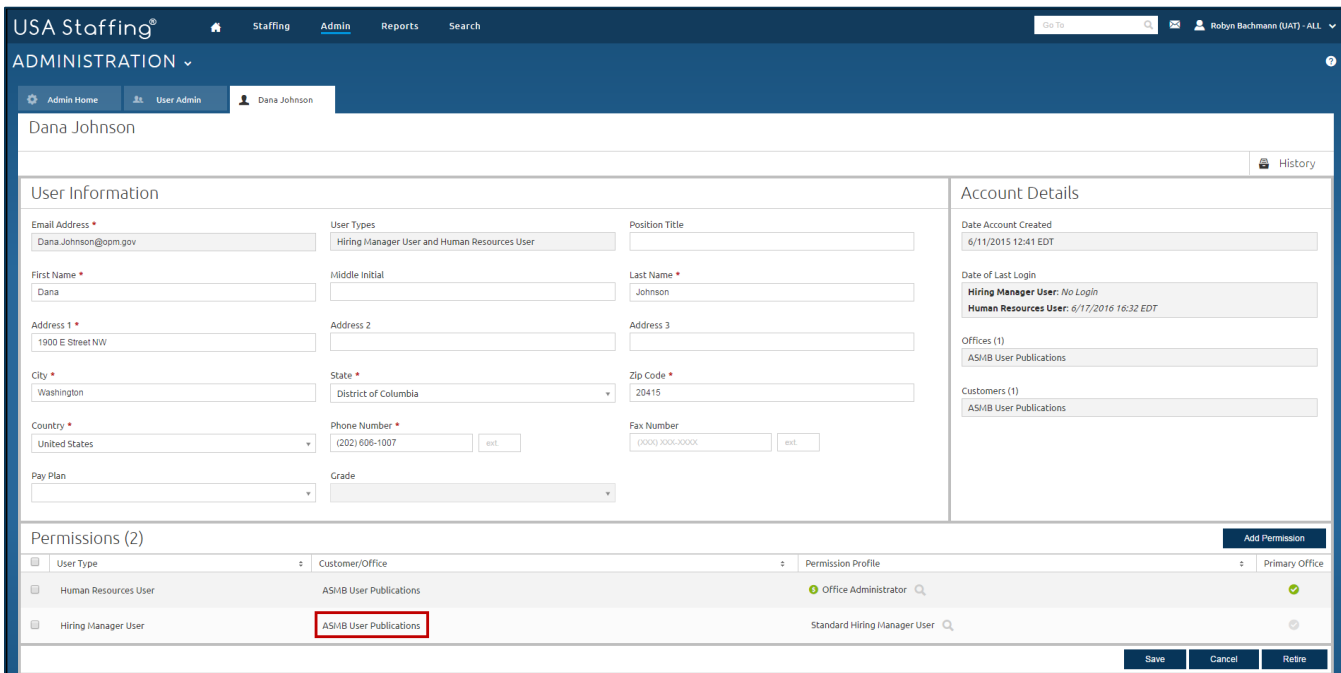 USA Staffing®
Staffing Admin Reports Search
Go To
Robyn Bachmann (UAT) - ALL
ADMINISTRATION
?
Admin Home User Admin Dana Johnson
Dana Johnson
History
User Information
Account Details
Email Address * User Types Position Title
Dana.Johnson@opm.gov Hiring Manager User and Human Resources User
Date Account Created
6/11/2015 12:41 EDT
First Name * Middle Initial Last Name *
Dana Johnson
Date of Last Login
Hiring Manager User: No Login
Human Resources User: 6/17/2016 16:32 EDT
Address 1 * Address 2 Address 3
1900 E Street NW
Offices (1)
ASMB User Publications
City * State * Zip Code *
Washington District of Columbia 20415
Customers (1)
ASMB User Publications
Country * Phone Number * Fax Number
United States (202) 606-1007 ext. (XXX) XXX-XXXX ext.
Pay Plan Grade
Permissions (2)
Add Permission
User Type Customer/Office Permission Profile Primary Office
Human Resources User ASMB User Publications S Office Administrator
Hiring Manager User ASMB User Publications Standard Hiring Manager User
Save Cancel Retire